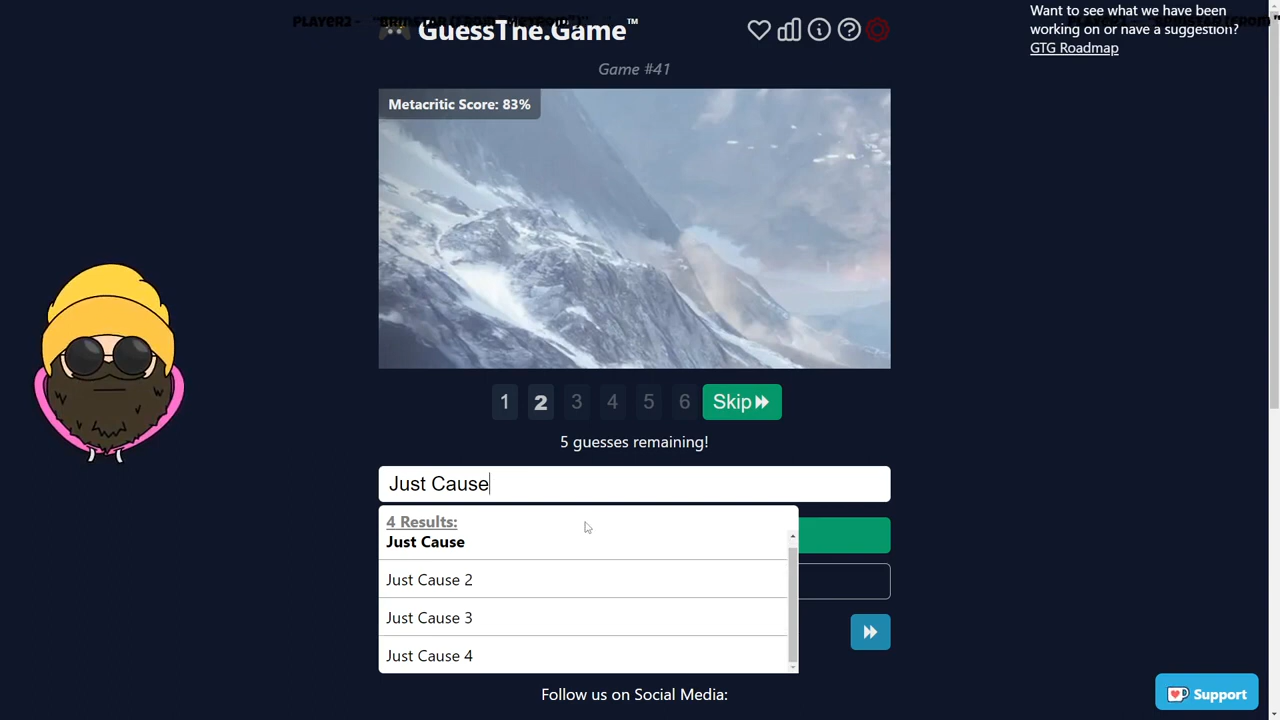 GuessThe.Game™
Want to see what we have been
working on or have a suggestion?
GTG Roadmap
Game #41
Metacritic Score: 83%
1 2 3 4 5 6 Skip
5 guesses remaining!
Just Cause
4 Results:
Just Cause
Just Cause 2
Just Cause 3
Just Cause 4
Follow us on Social Media:
Support